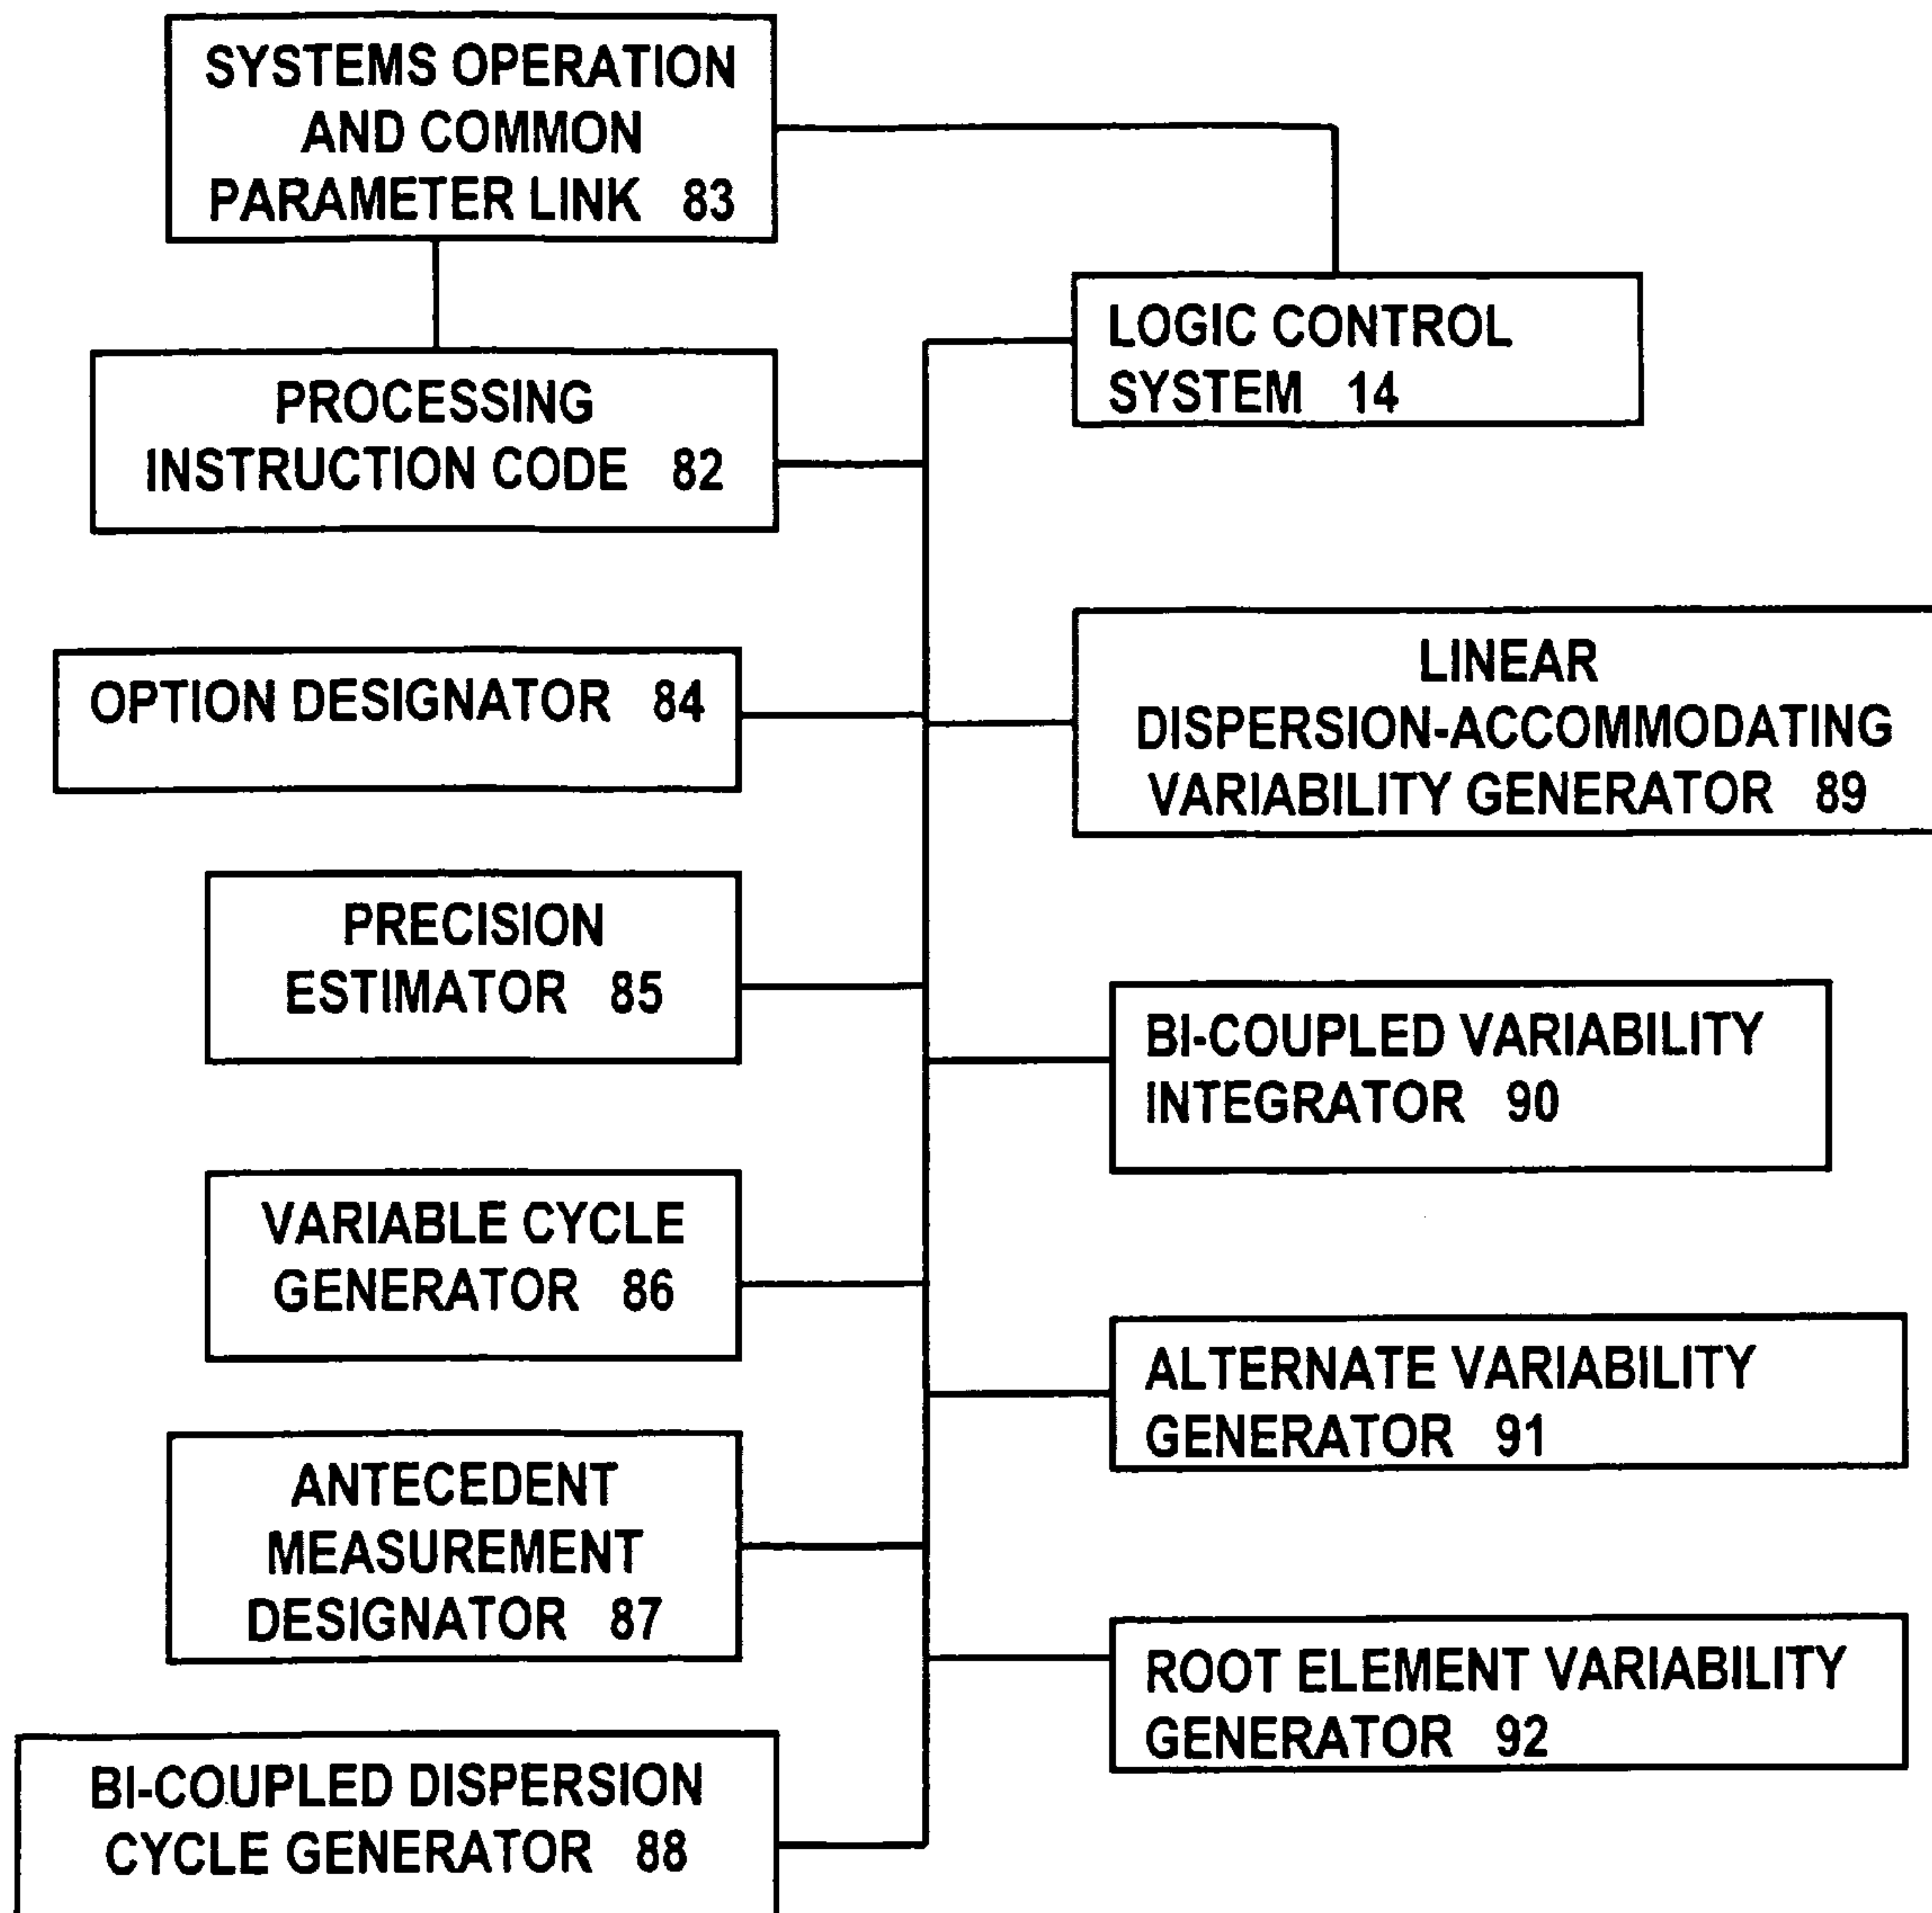 SYSTEMS OPERATION
AND COMMON
PARAMETER LINK 83
LOGIC CONTROL
SYSTEM 14
PROCESSING
INSTRUCTION CODE 82
OPTION DESIGNATOR 84
LINEAR
DISPERSION-ACCOMMODATING
VARIABILITY GENERATOR 89
PRECISION
ESTIMATOR 85
BI-COUPLED VARIABILITY
INTEGRATOR 90
VARIABLE CYCLE
GENERATOR 86
ALTERNATE VARIABILITY
GENERATOR 91
ANTECEDENT
MEASUREMENT
DESIGNATOR 87
ROOT ELEMENT VARIABILITY
GENERATOR 92
BI-COUPLED DISPERSION
CYCLE GENERATOR 88